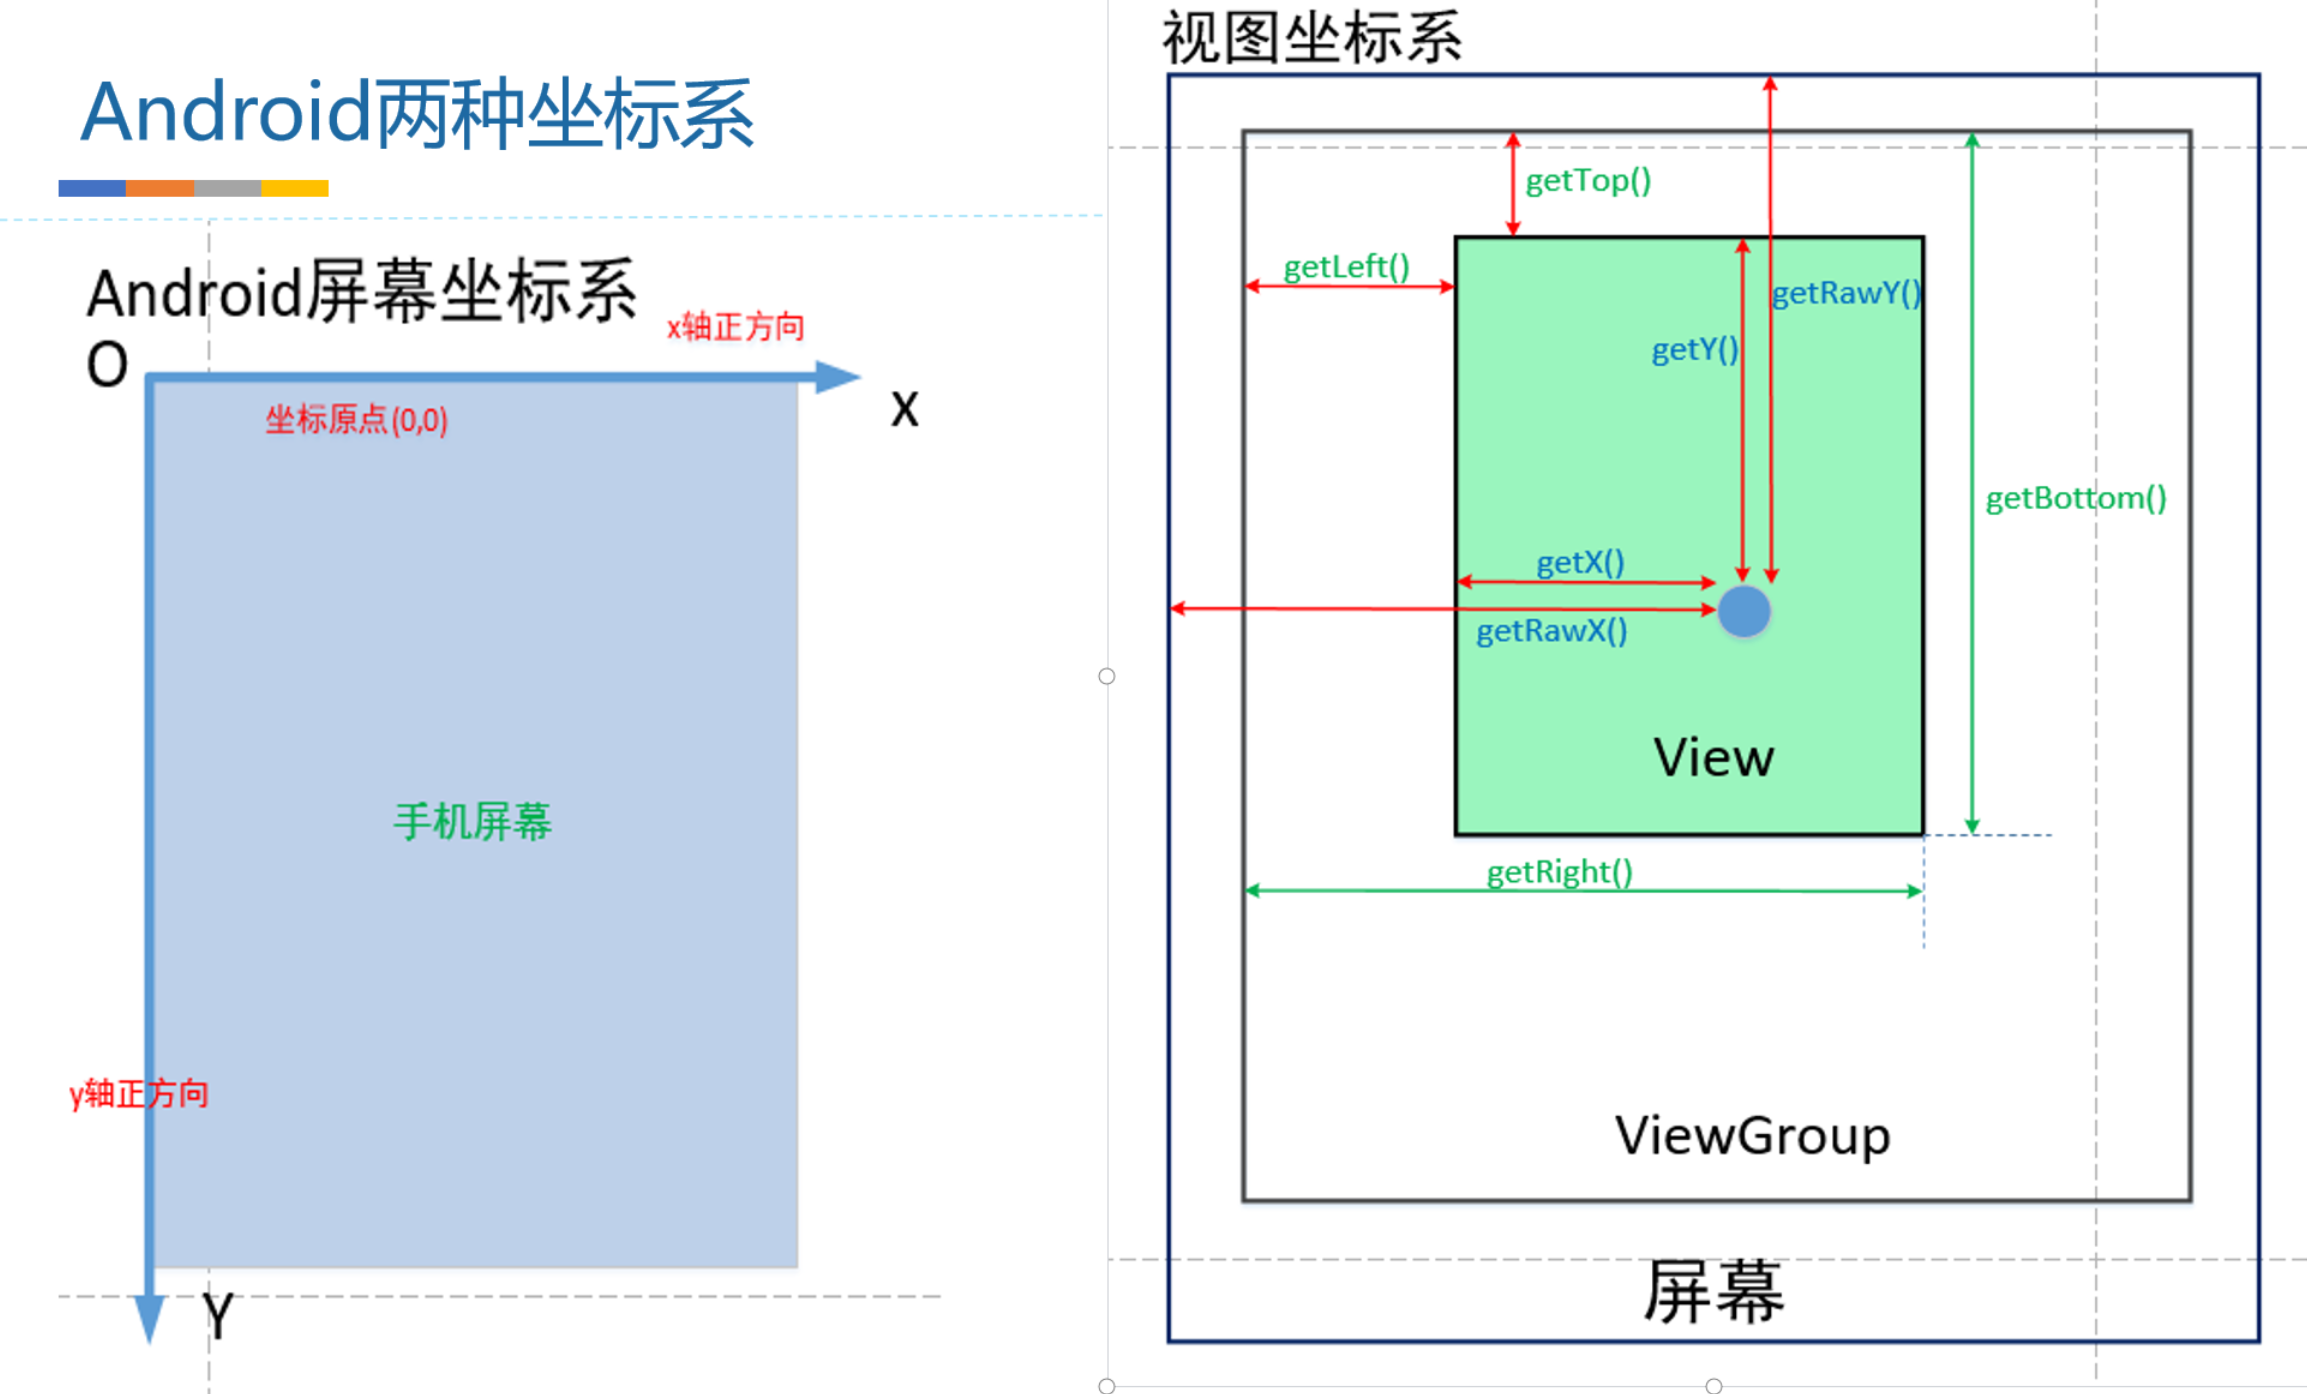 Android两种坐标系
Android屏幕坐标系
O
x轴正方向
X
坐标原点(0,0)
手机屏幕
y轴正方向
Y
视图坐标系
getTop()
getLeft()
getRawY()
getY()
getBottom()
getX()
getRawX()
View
getRight()
ViewGroup
屏幕